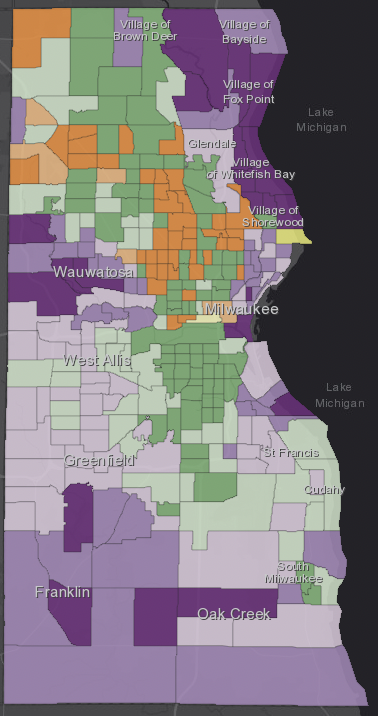 Village of
Brown Deer
Village of
Bayside
Village of
Fox Point
Lake
Michigan
Glendale
Village
of Whitefish Bay
Village of
Shorewood
Wauwatosa
Milwaukee
West Allis
Lake
Michigan
St Francis
Greenfield
Cudahy
South
Milwaukee
Franklin
Oak Creek